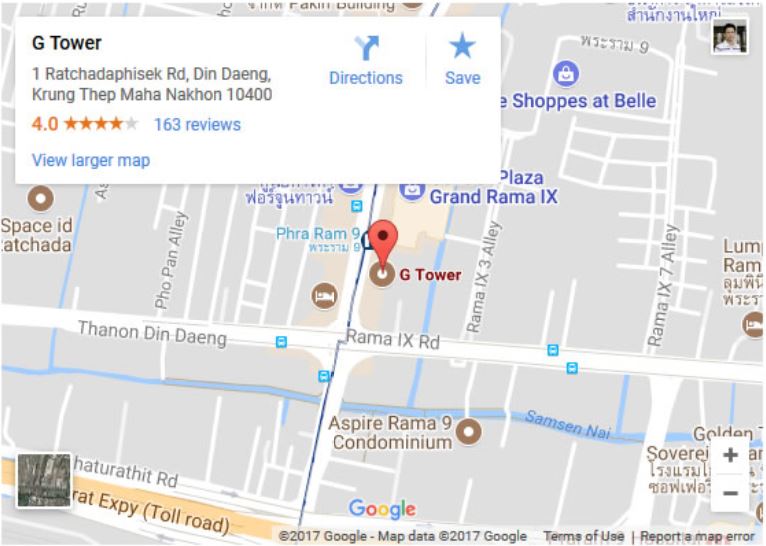 Pakin Building
สำนักงานใหญ่
G Tower
1 Ratchadaphisek Rd, Din Daeng,
Krung Thep Maha Nakhon 10400
4.0 ★★★★★ 163 reviews
View larger map
Directions
Save
พระราม 9
e Shoppes at Belle
Plaza
Grand Rama IX
ฟอร์จูนทาวน์
Space id
atchada
Pho Pan Alley
Phra Ram 9
พระราม 9
G Tower
Rama IX 3 Alley
Rama IX 7 Alley
Lum
Ram
ลุมพินี
พระรา
Thanon Din Daeng
Rama IX Rd
Aspire Rama 9
Condominium
Samsen Nai
Golden
Soverei
โรงแรม
ซอฟเฟอ
haturathit Rd
rat Expy (Toll road)
+
−
Google
©2017 Google - Map data ©2017 Google Terms of Use | Report a map error